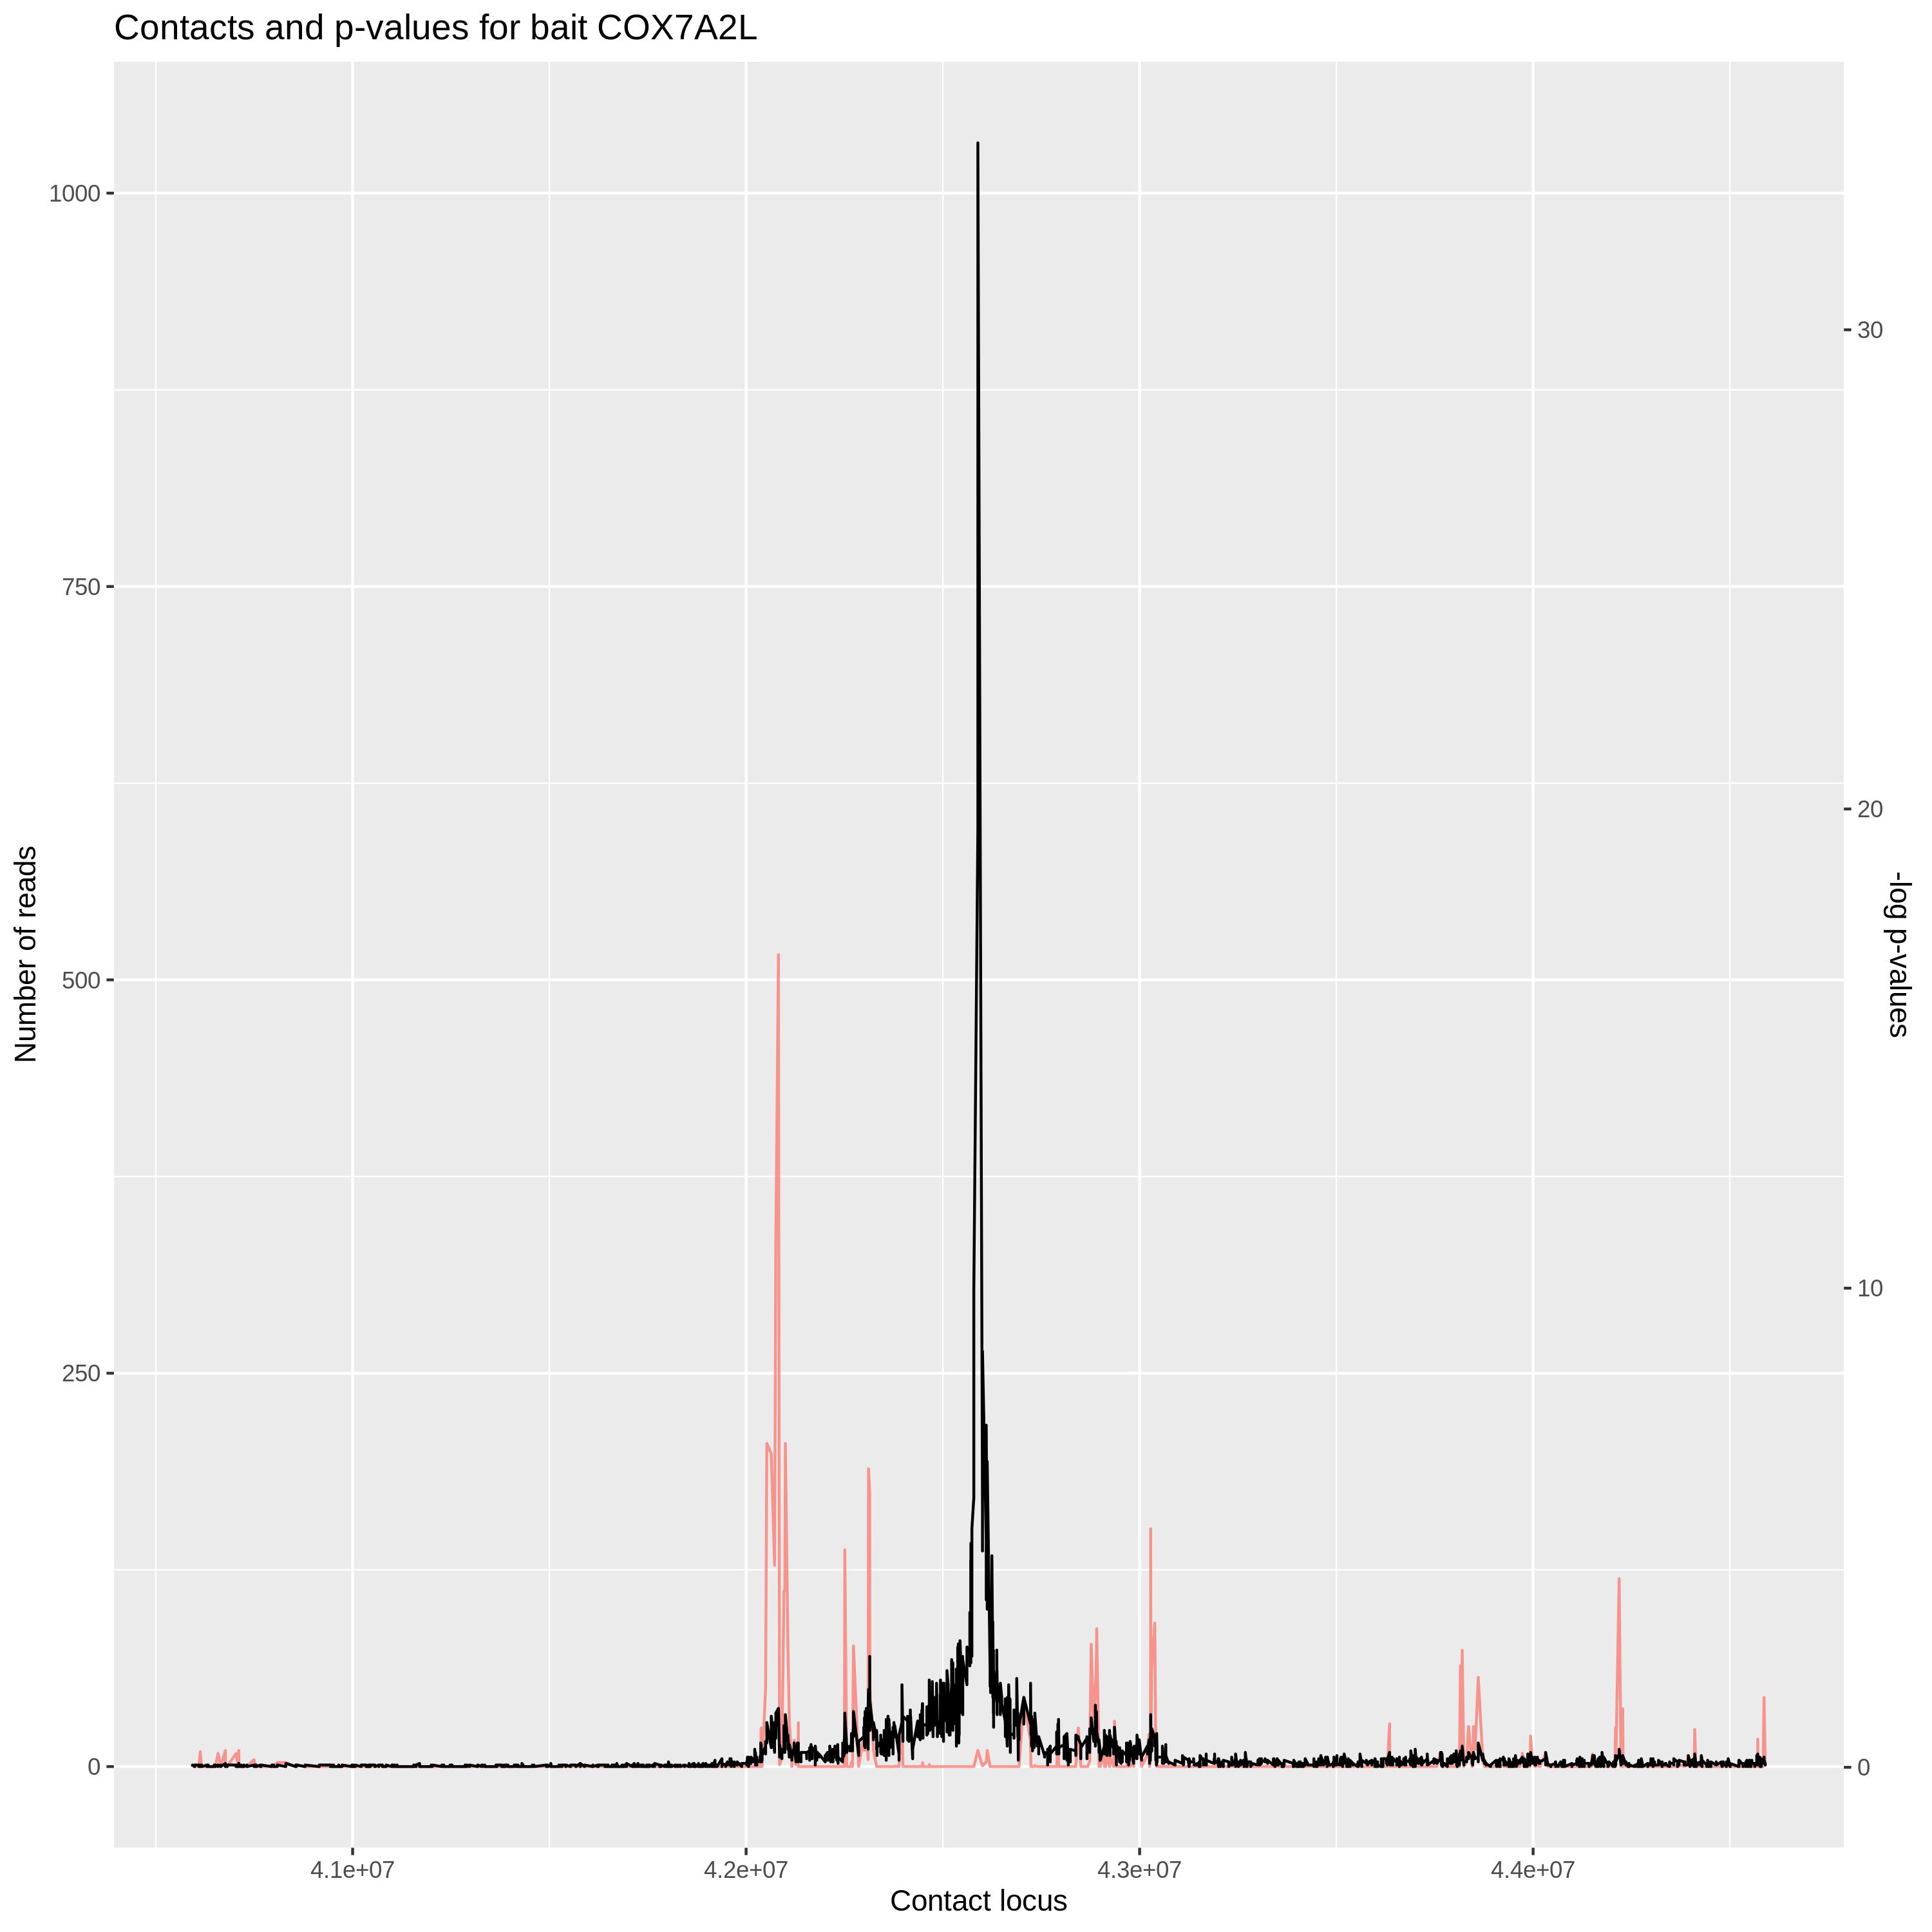 Contacts and p-values for bait COX7A2L
1000
750
500
250
0
Number of reads
30
20
10
0
-log p-values
4.1e+07
4.2e+07
4.3e+07
4.4e+07
Contact locus